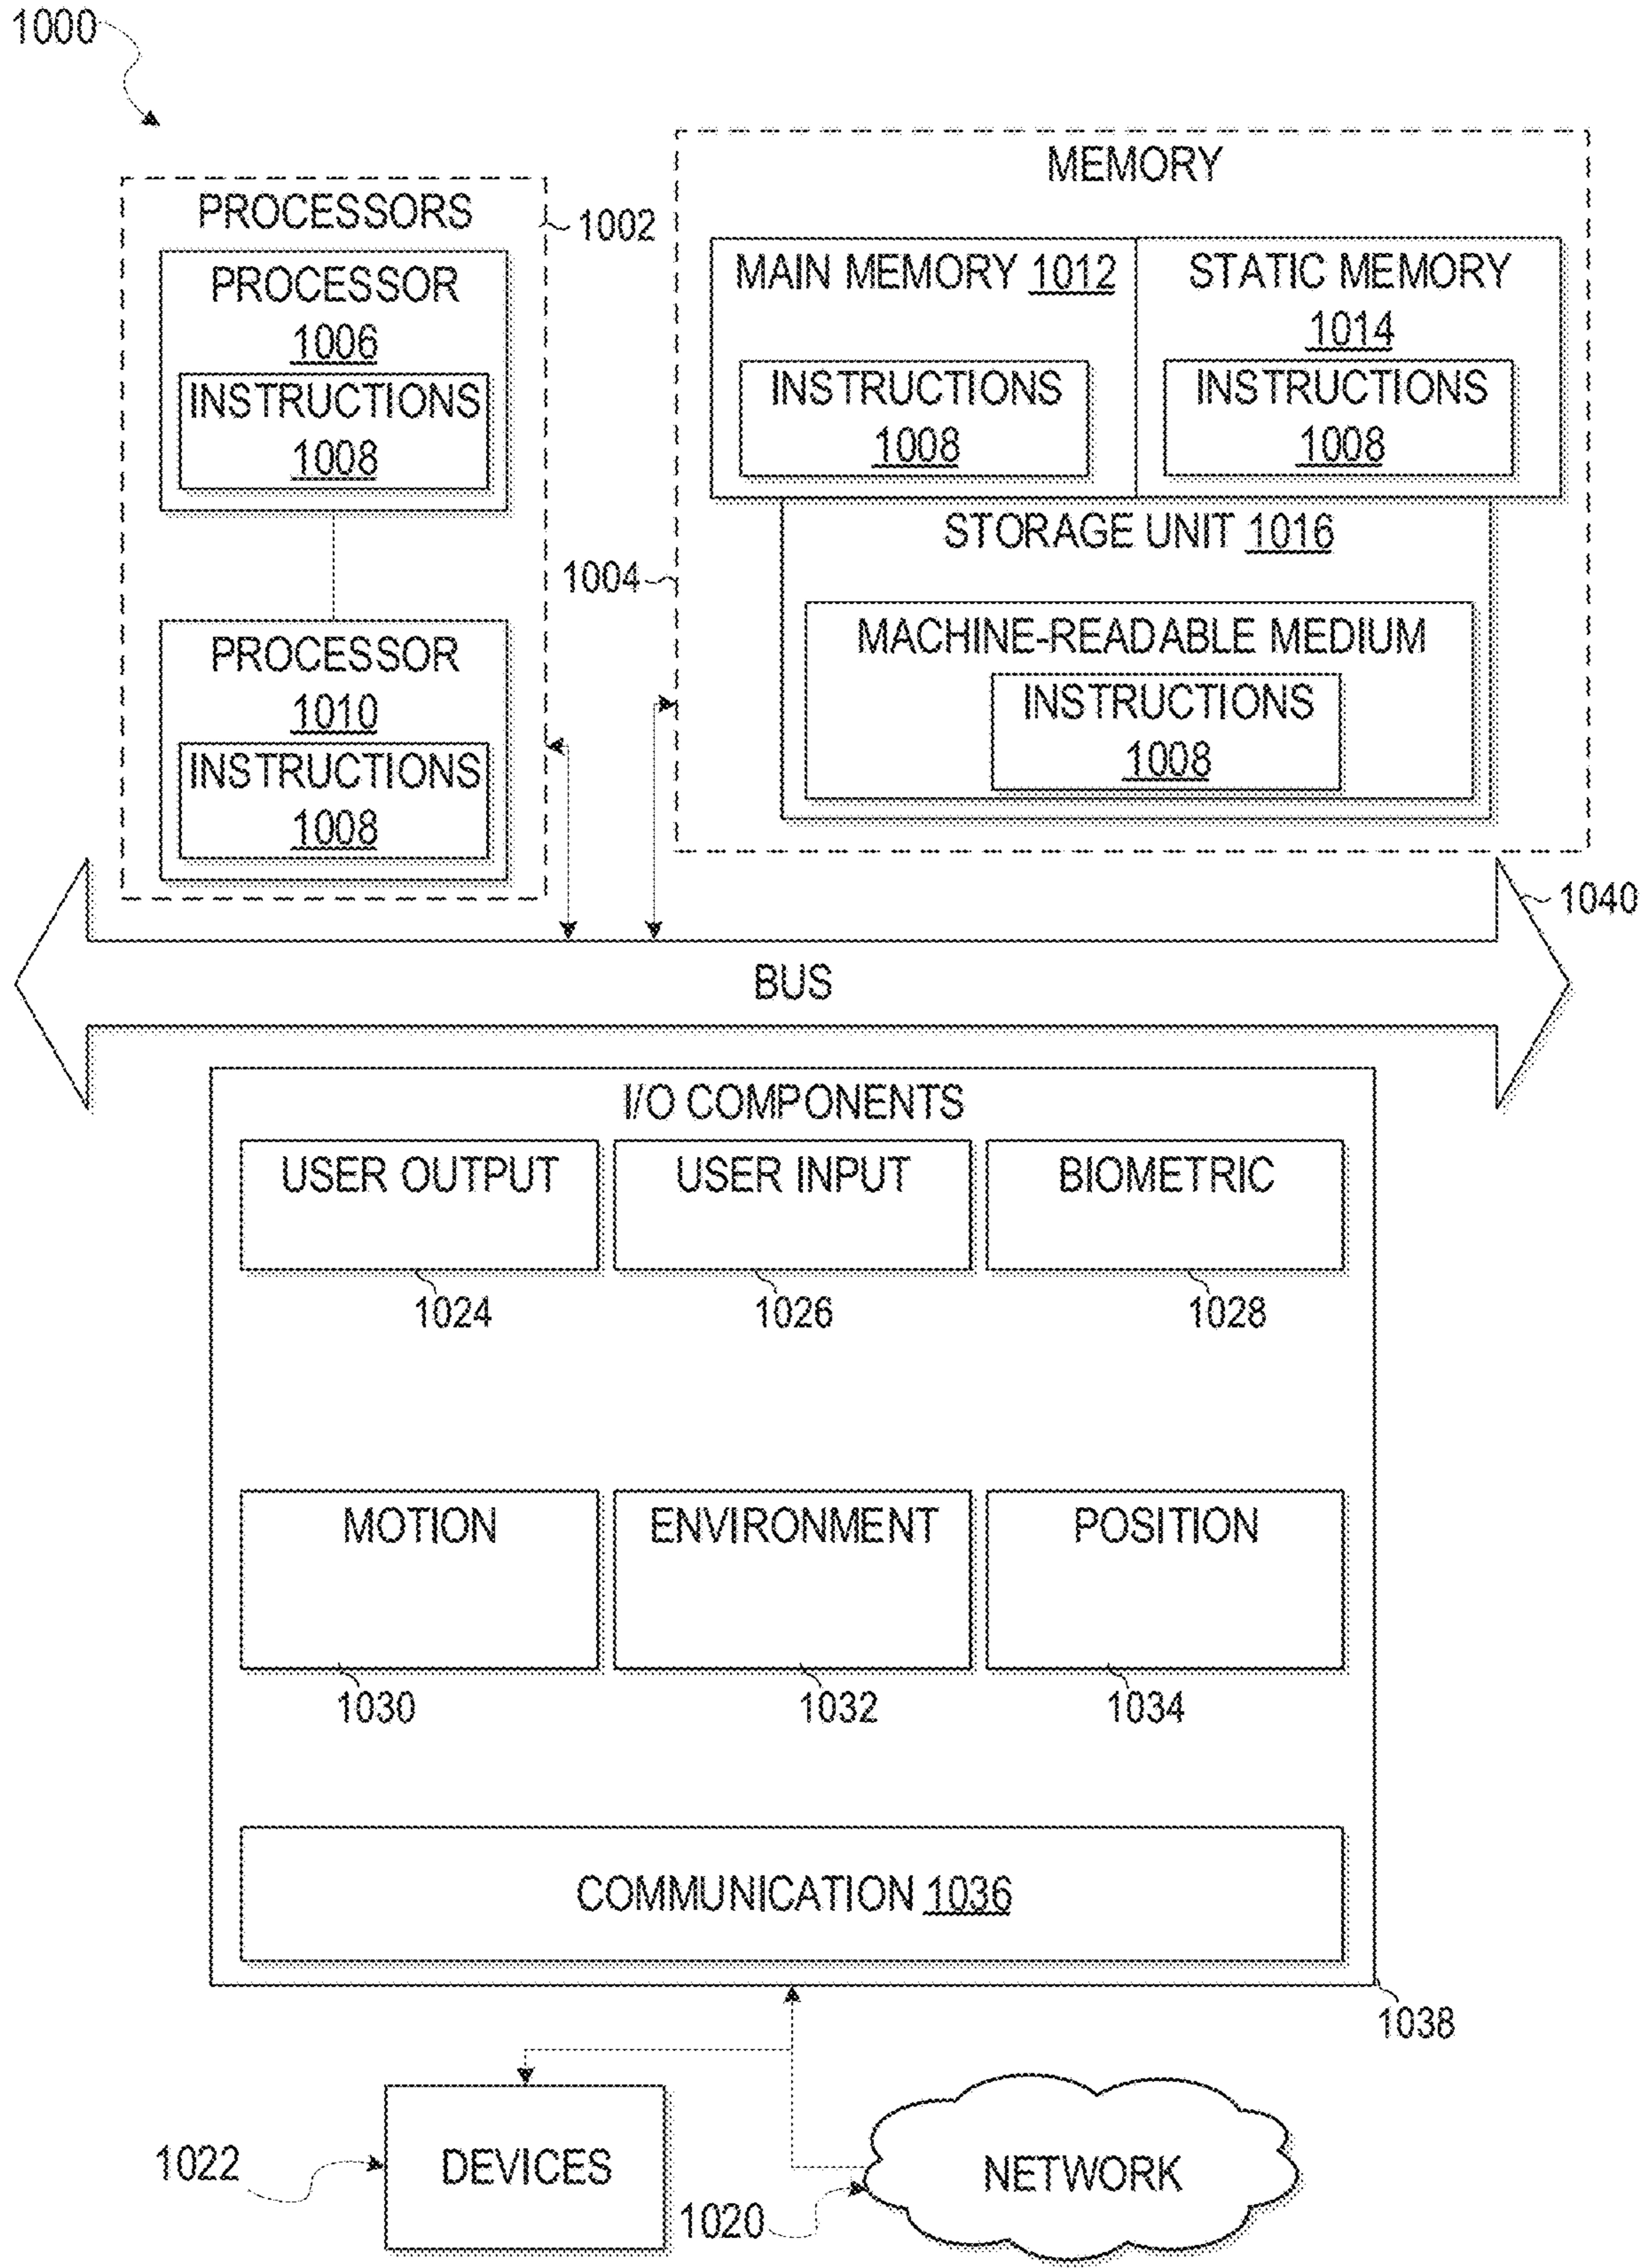 1000
PROCESSORS
1002
PROCESSOR
1006
INSTRUCTIONS
1008
PROCESSOR
1010
INSTRUCTIONS
1008
MEMORY
1004
MAIN MEMORY 1012
INSTRUCTIONS
1008
STATIC MEMORY
1014
INSTRUCTIONS
1008
STORAGE UNIT 1016
MACHINE-READABLE MEDIUM
INSTRUCTIONS
1008
1040
BUS
I/O COMPONENTS
USER OUTPUT
1024
USER INPUT
1026
BIOMETRIC
1028
MOTION
1030
ENVIRONMENT
1032
POSITION
1034
COMMUNICATION 1036
1038
1022
DEVICES
1020
NETWORK